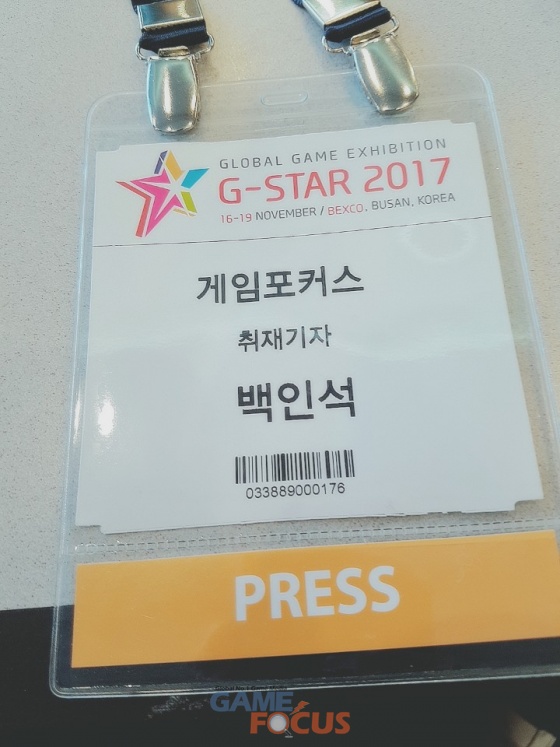 GLOBAL GAME EXHIBITION
G-STAR 2017
16-19 NOVEMBER / BEXCO, BUSAN, KOREA
게임포커스
취재기자
백인석
033889000176
PRESS
GAME
FOCUS